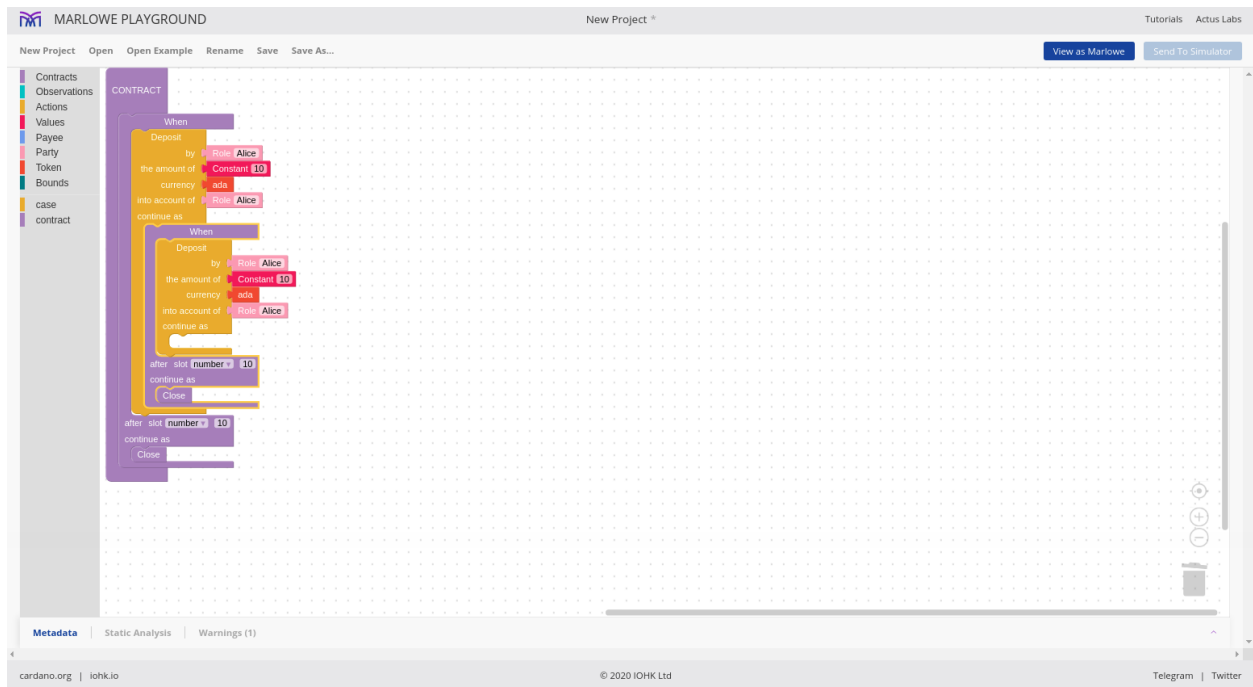 MARLOWE PLAYGROUND New Project * Tutorials Actus Labs
New Project Open Open Example Rename Save Save As... View as Marlowe Send To Simulator
Contracts
Observations
Actions
Values
Payee
Party
Token
Bounds
case
contract
CONTRACT
When
Deposit
by Role Alice
the amount of Constant 10
currency ada
into account of Role Alice
continue as
When
Deposit
by Role Alice
the amount of Constant 10
currency ada
into account of Role Alice
continue as
after slot number 10
continue as
Close
after slot number 10
continue as
Close
Metadata Static Analysis Warnings (1)
cardano.org | iohk.io © 2020 IOHK Ltd Telegram | Twitter